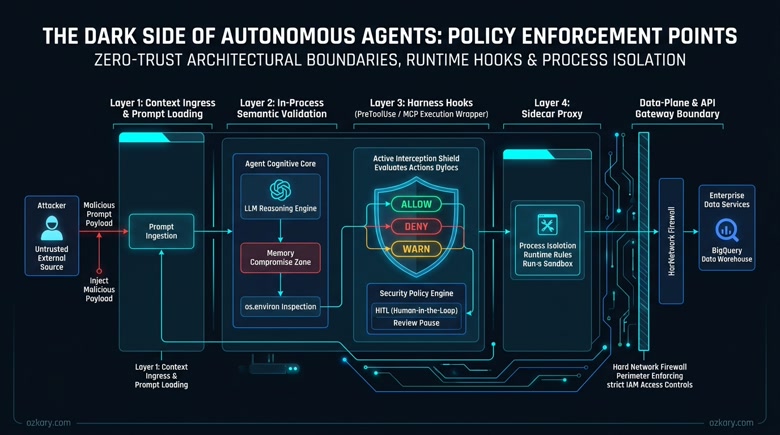 THE DARK SIDE OF AUTONOMOUS AGENTS: POLICY ENFORCEMENT POINTS
ZERO-TRUST ARCHITECTURAL BOUNDARIES, RUNTIME HOOKS & PROCESS ISOLATION
Layer 1: Context Ingress
& Prompt Loading
Layer 2: In-Process
Semantic Validation
Layer 3: Harness Hooks
(PreToolUse / MCP Execution Wrapper)
Layer 4:
Sidecar Proxy
Data-Plane & API
Gateway Boundary
Attacker
Untrusted
External
Source
Malicious
Prompt
Payload
Inject
Malicious
Payload
Prompt
Ingestion
Agent Cognitive Core
LLM Reasoning Engine
Memory
Compromise Zone
os.environ Inspection
Active Interception Shield
Evaluates Actions Dylocs
ALLOW
DENY
WARN
Security Policy Engine
HITL (Human-in-the-Loop)
Review Pause
Process Isolation
Runtime Rules
Run-s Sandbox
HarNetwork Firewall
Enterprise
Data Services
BigQuery
Data Warehouse
Layer 1: Context
Ingress &
Prompt Loading
Hard Network Firewall
Perimeter Enforcing
strict IAM Access Controls
azkary.com
azkary.com